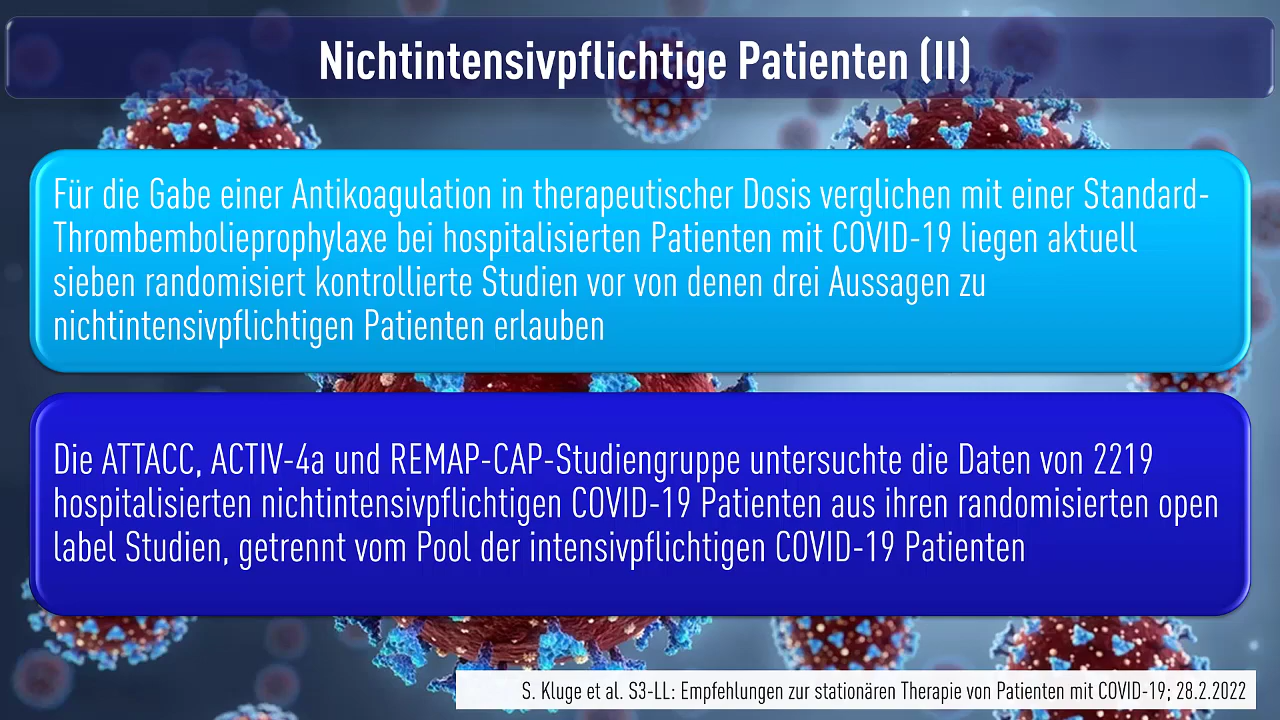 Nichtintensivpflichtige Patienten (II)
Für die Gabe einer Antikoagulation in therapeutischer Dosis verglichen mit einer Standard-
Thrombembolieprophylaxe bei hospitalisierten Patienten mit COVID-19 liegen aktuell
sieben randomisiert kontrollierte Studien vor von denen drei Aussagen zu
nichtintensivpflichtigen Patienten erlauben
Die ATTACC, ACTIV-4a und REMAP-CAP-Studiengruppe untersuchte die Daten von 2219
hospitalisierten nichtintensivpflichtigen COVID-19 Patienten aus ihren randomisierten open
label Studien, getrennt vom Pool der intensivpflichtigen COVID-19 Patienten
S. Kluge et al. S3-LL: Empfehlungen zur stationären Therapie von Patienten mit COVID-19; 28.2.2022